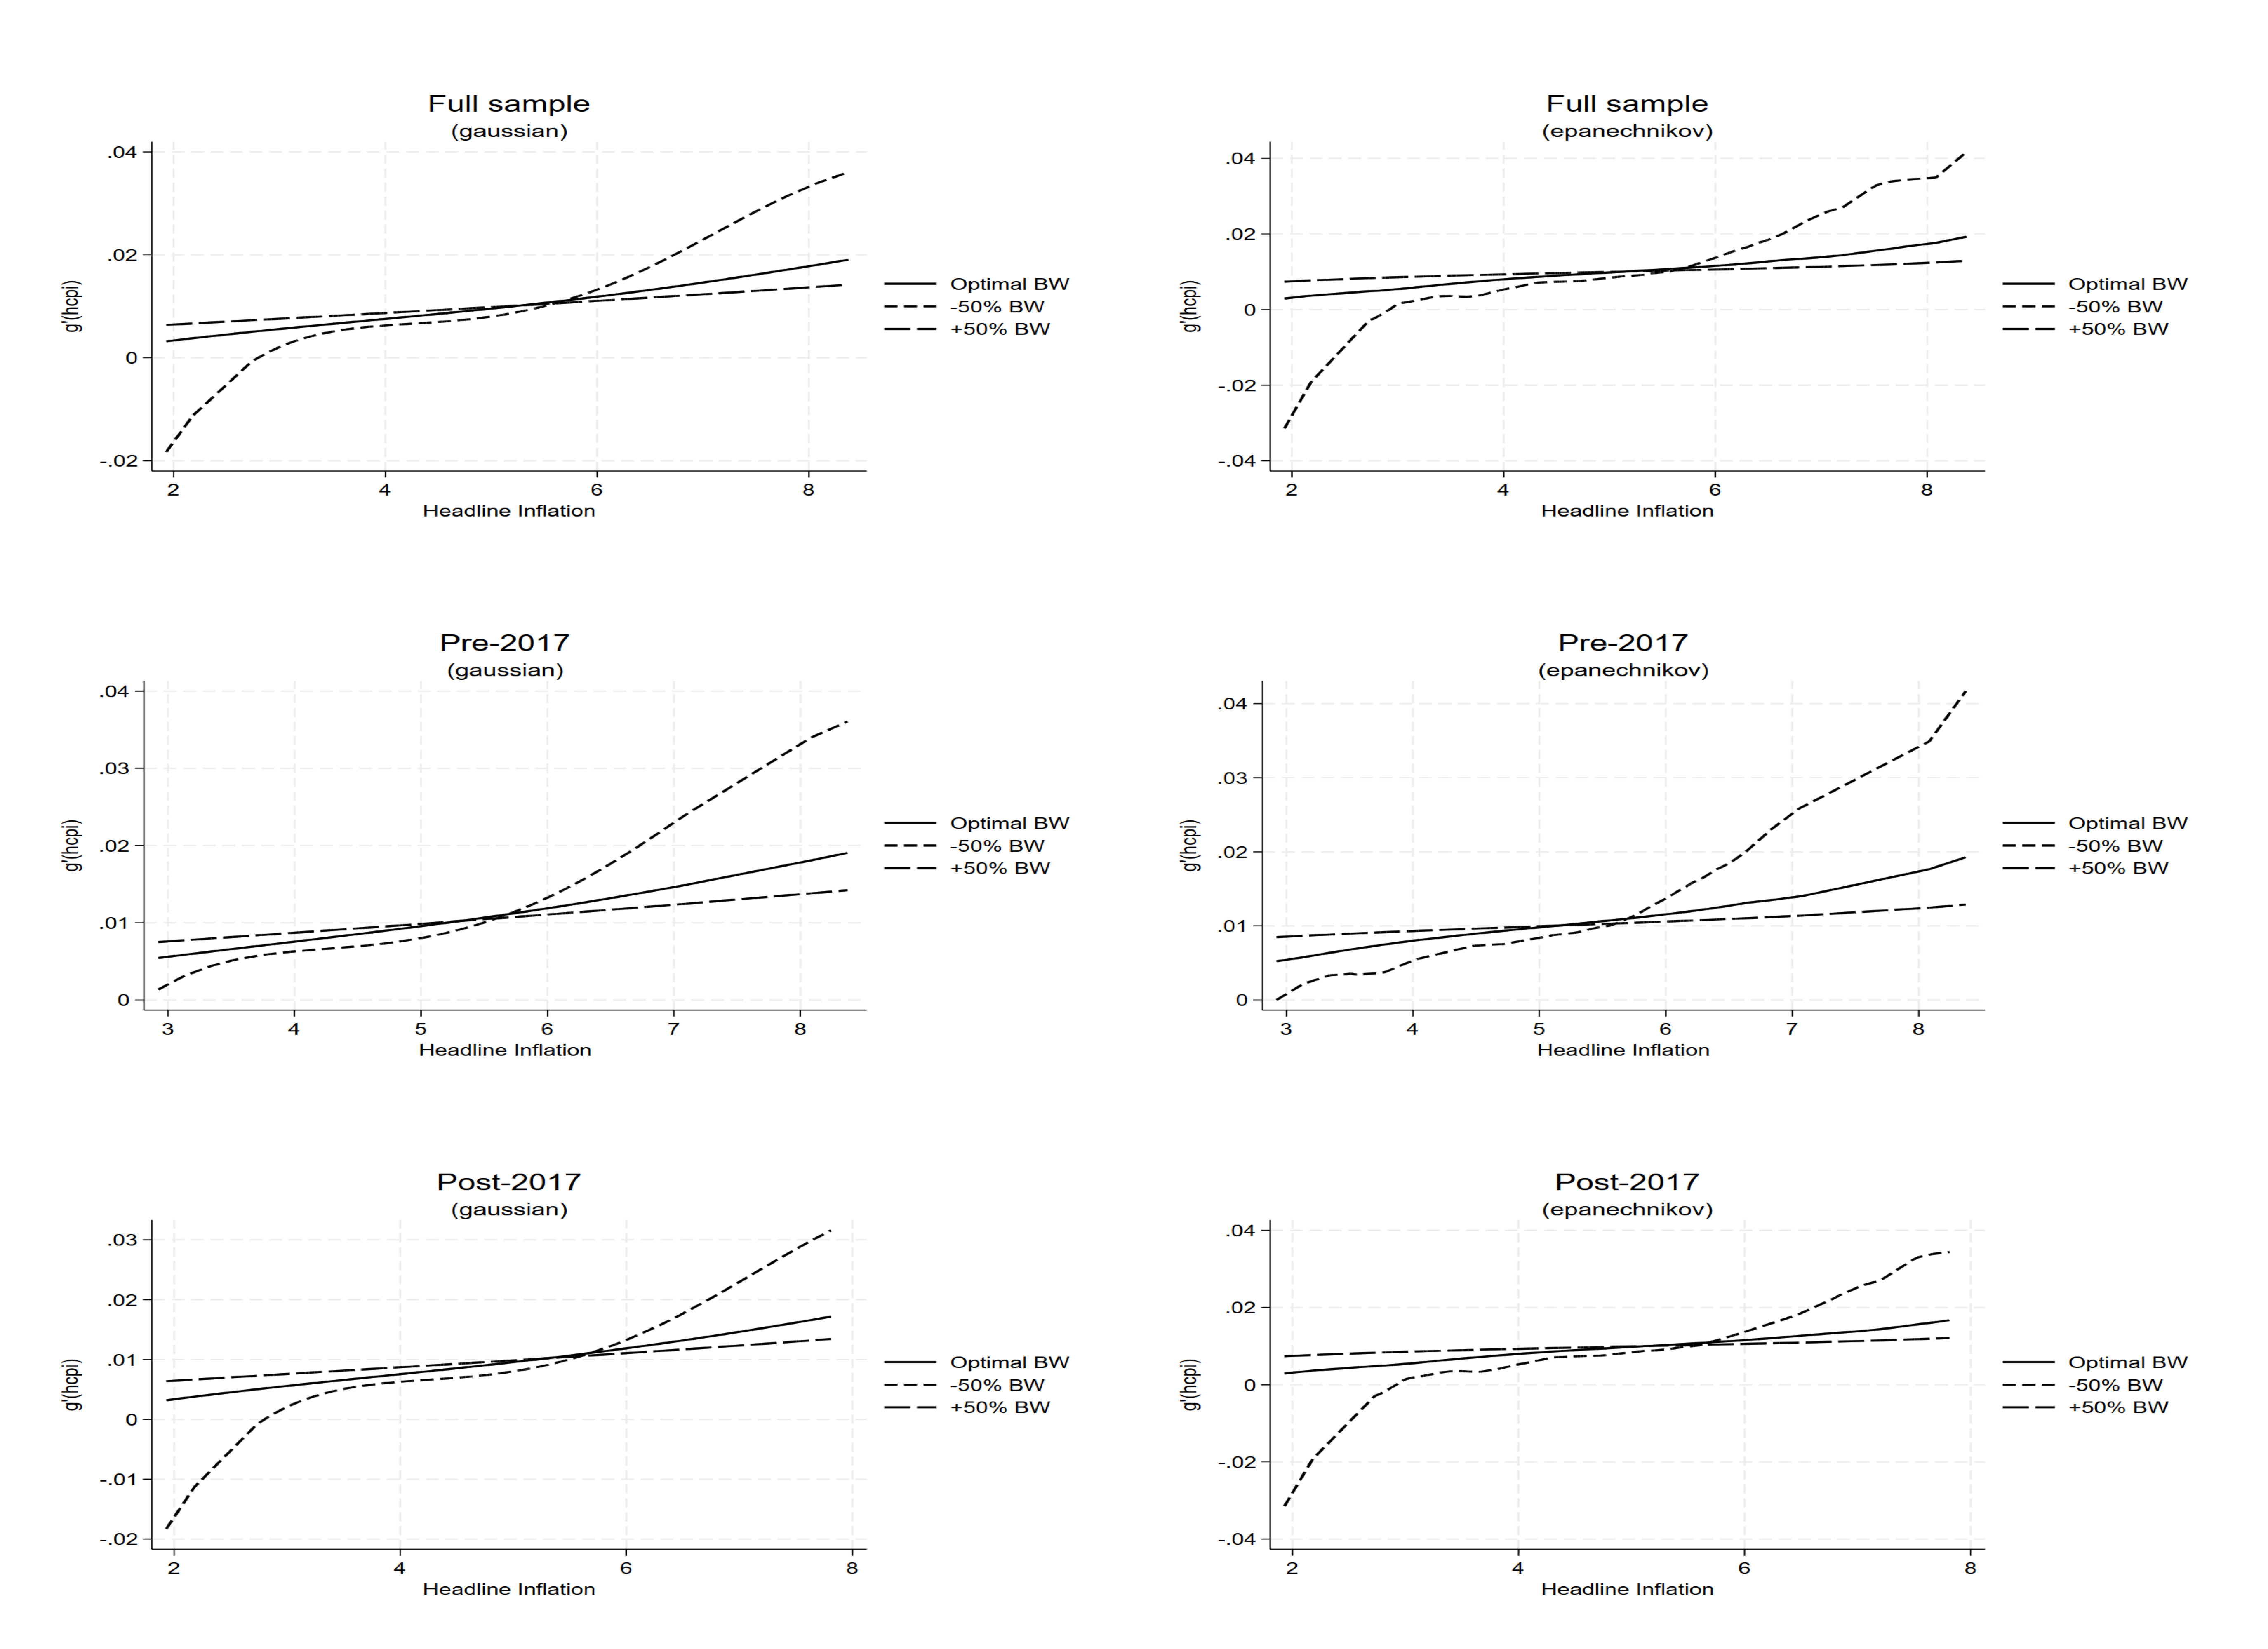 Full sample
(gaussian)
.04
.02
0
-.02
g'(hcpi)
2 4 6 8
Headline Inflation
Optimal BW
-50% BW
+50% BW
Full sample
(epanechnikov)
.04
.02
0
-.02
-.04
g'(hcpi)
2 4 6 8
Headline Inflation
Optimal BW
-50% BW
+50% BW
Pre-2017
(gaussian)
.04
.03
.02
.01
0
g'(hcpi)
3 4 5 6 7 8
Headline Inflation
Optimal BW
-50% BW
+50% BW
Pre-2017
(epanechnikov)
.04
.03
.02
.01
0
g'(hcpi)
3 4 5 6 7 8
Headline Inflation
Optimal BW
-50% BW
+50% BW
Post-2017
(gaussian)
.03
.02
.01
0
-.01
-.02
g'(hcpi)
2 4 6 8
Headline Inflation
Optimal BW
-50% BW
+50% BW
Post-2017
(epanechnikov)
.04
.02
0
-.02
-.04
g'(hcpi)
2 4 6 8
Headline Inflation
Optimal BW
-50% BW
+50% BW